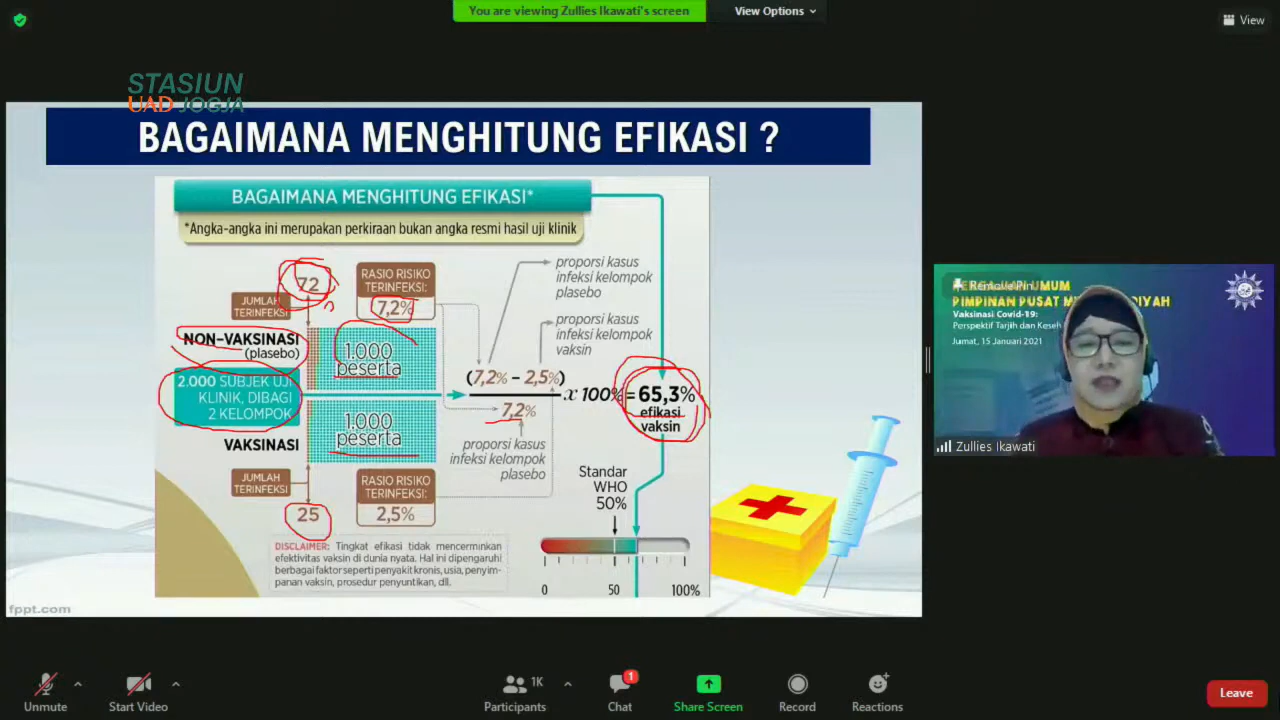 You are viewing Zullies Ikawati's screen
View Options
View
STASIUN
UAD JOGJA
BAGAIMANA MENGHITUNG EFIKASI ?
BAGAIMANA MENGHITUNG EFIKASI*
*Angka-angka ini merupakan perkiraan bukan angka resmi hasil uji klinik
72
JUMLAH
TERINFEKSI
RASIO RISIKO
TERINFEKSI:
7,2%
NON-VAKSINASI
(plasebo)
1.000
peserta
2.000 SUBJEK UJI
KLINIK, DIBAGI
2 KELOMPOK
VAKSINASI
1.000
peserta
JUMLAH
TERINFEKSI
25
RASIO RISIKO
TERINFEKSI:
2,5%
proporsi kasus
infeksi kelompok
plasebo
proporsi kasus
infeksi kelompok
vaksin
(7,2% – 2,5%)
7,2%
x 100%
= 65,3%
efikasi
vaksin
proporsi kasus
infeksi kelompok
plasebo
Standar
WHO
50%
0 50 100%
DISCLAIMER: Tingkat efikasi tidak mencerminkan
efektivitas vaksin di dunia nyata. Hal ini dipengaruhi
berbagai faktor seperti penyakit kronis, usia, penyim-
panan vaksin, prosedur penyuntikan, dll.
fppt.com
Remove Pin
UMUM
PIMPINAN PUSAT
Vaksinasi Covid-19:
Perspektif Tarjih dan Keseh
Jumat, 15 Januari 2021
Zullies Ikawati
Unmute
Start Video
Participants
1K
Chat
1
Share Screen
Record
Reactions
Leave